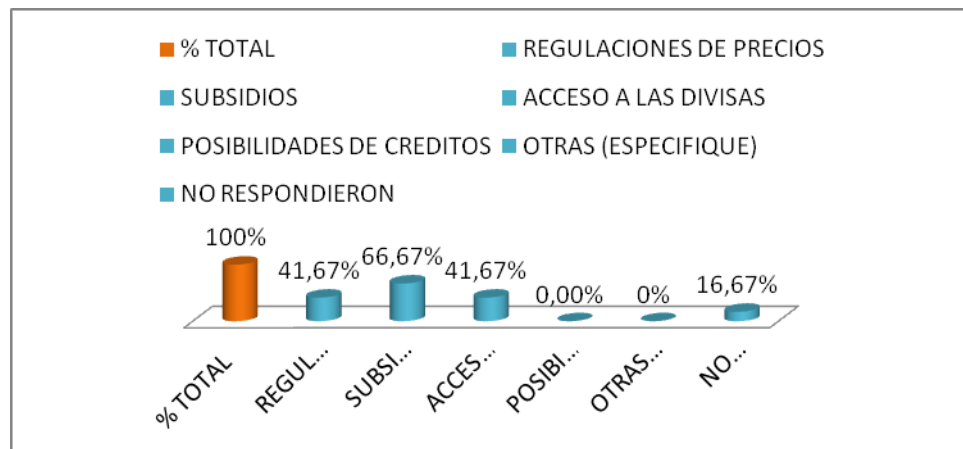 % TOTAL
REGULACIONES DE PRECIOS
SUBSIDIOS
ACCESO A LAS DIVISAS
POSIBILIDADES DE CREDITOS
OTRAS (ESPECIFIQUE)
NO RESPONDIERON
100%
41,67%
66,67%
41,67%
0,00%
0%
16,67%
% TOTAL
REGUL...
SUBSI...
ACCES...
POSIBI...
OTRAS...
NO...